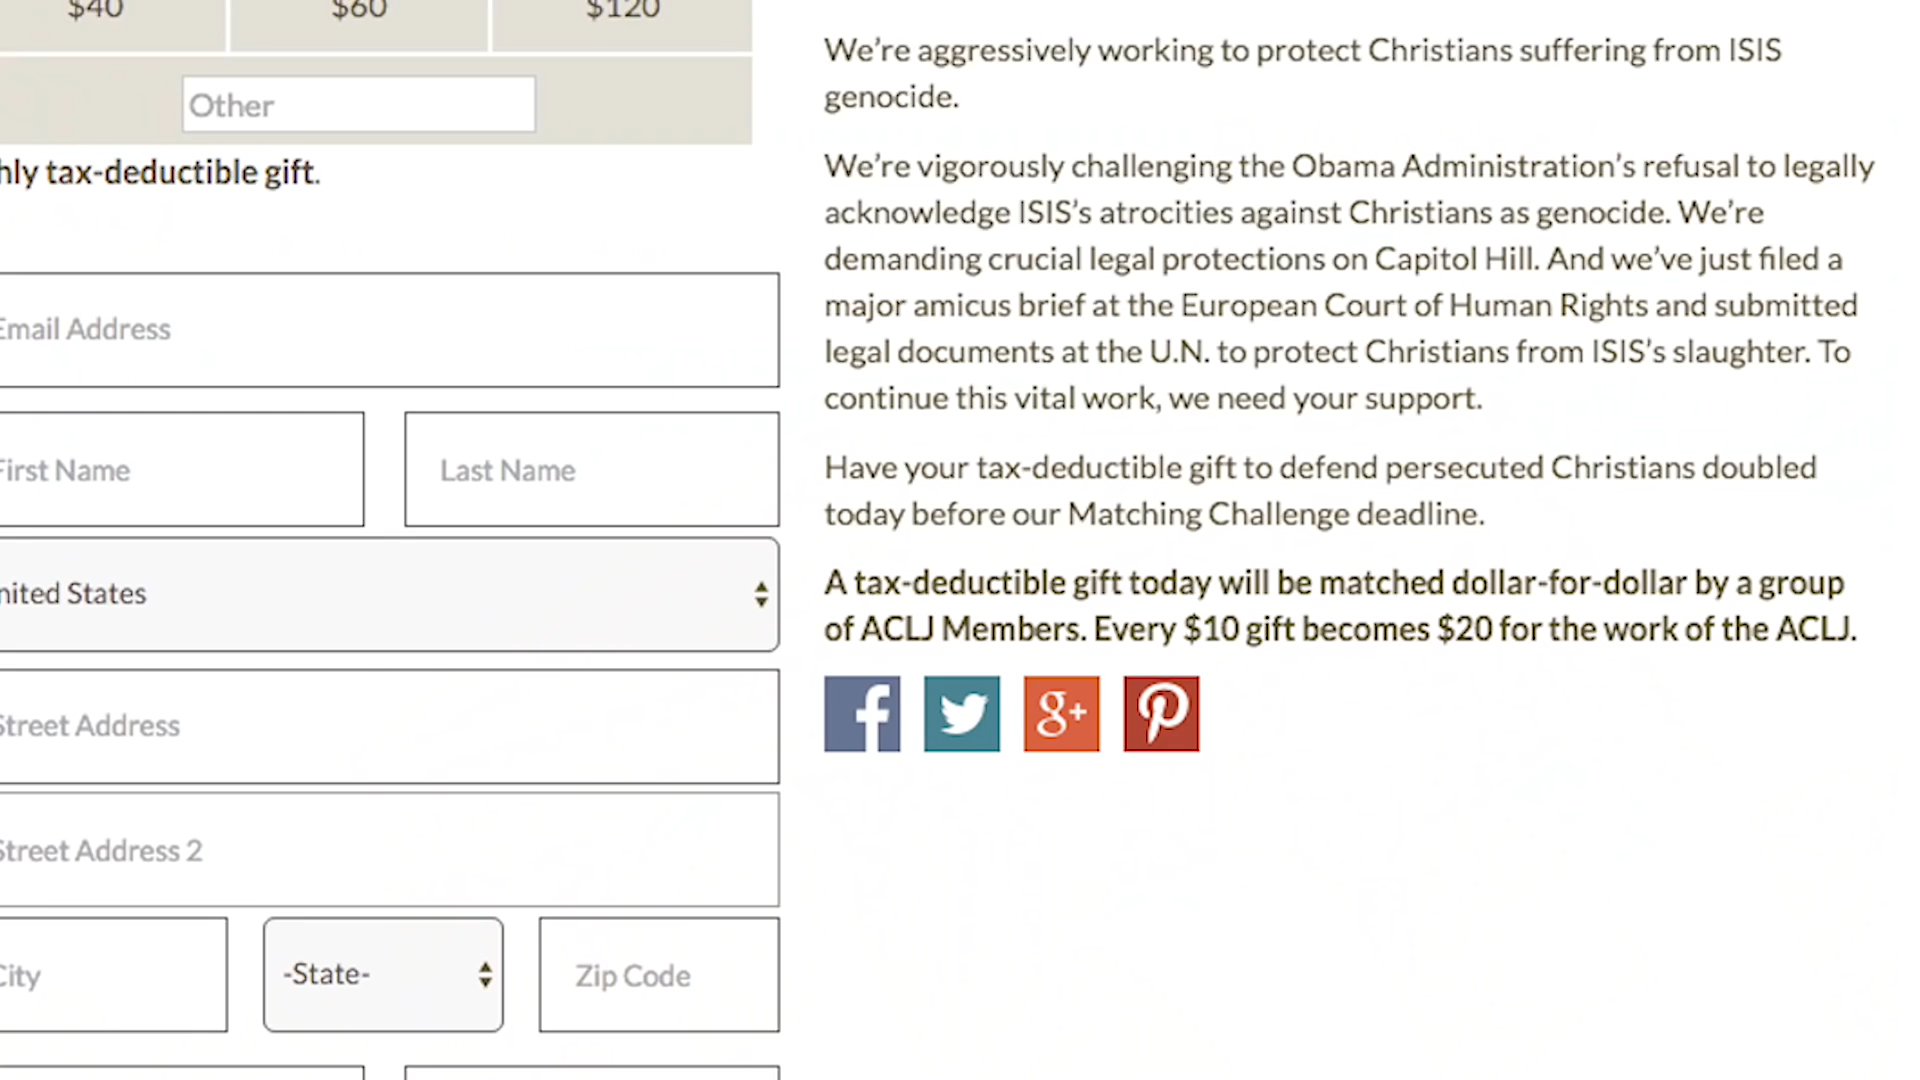 $40
$60
$120
Other
hly tax-deductible gift.
Email Address
First Name
Last Name
nited States
Street Address
Street Address 2
City
-State-
Zip Code
We're aggressively working to protect Christians suffering from ISIS
genocide.
We're vigorously challenging the Obama Administration's refusal to legally
acknowledge ISIS's atrocities against Christians as genocide. We're
demanding crucial legal protections on Capitol Hill. And we've just filed a
major amicus brief at the European Court of Human Rights and submitted
legal documents at the U.N. to protect Christians from ISIS's slaughter. To
continue this vital work, we need your support.
Have your tax-deductible gift to defend persecuted Christians doubled
today before our Matching Challenge deadline.
A tax-deductible gift today will be matched dollar-for-dollar by a group
of ACLJ Members. Every $10 gift becomes $20 for the work of the ACLJ.
f
g+